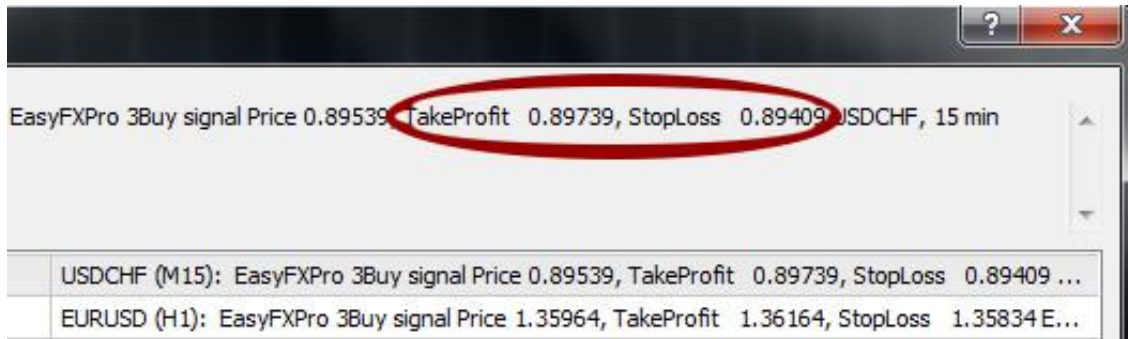 ? X
EasyFXPro 3Buy signal Price 0.89539, TakeProfit 0.89739, StopLoss 0.89409 USDCHF, 15 min
USDCHF (M15): EasyFXPro 3Buy signal Price 0.89539, TakeProfit 0.89739, StopLoss 0.89409 ...
EURUSD (H1): EasyFXPro 3Buy signal Price 1.35964, TakeProfit 1.36164, StopLoss 1.35834 E...